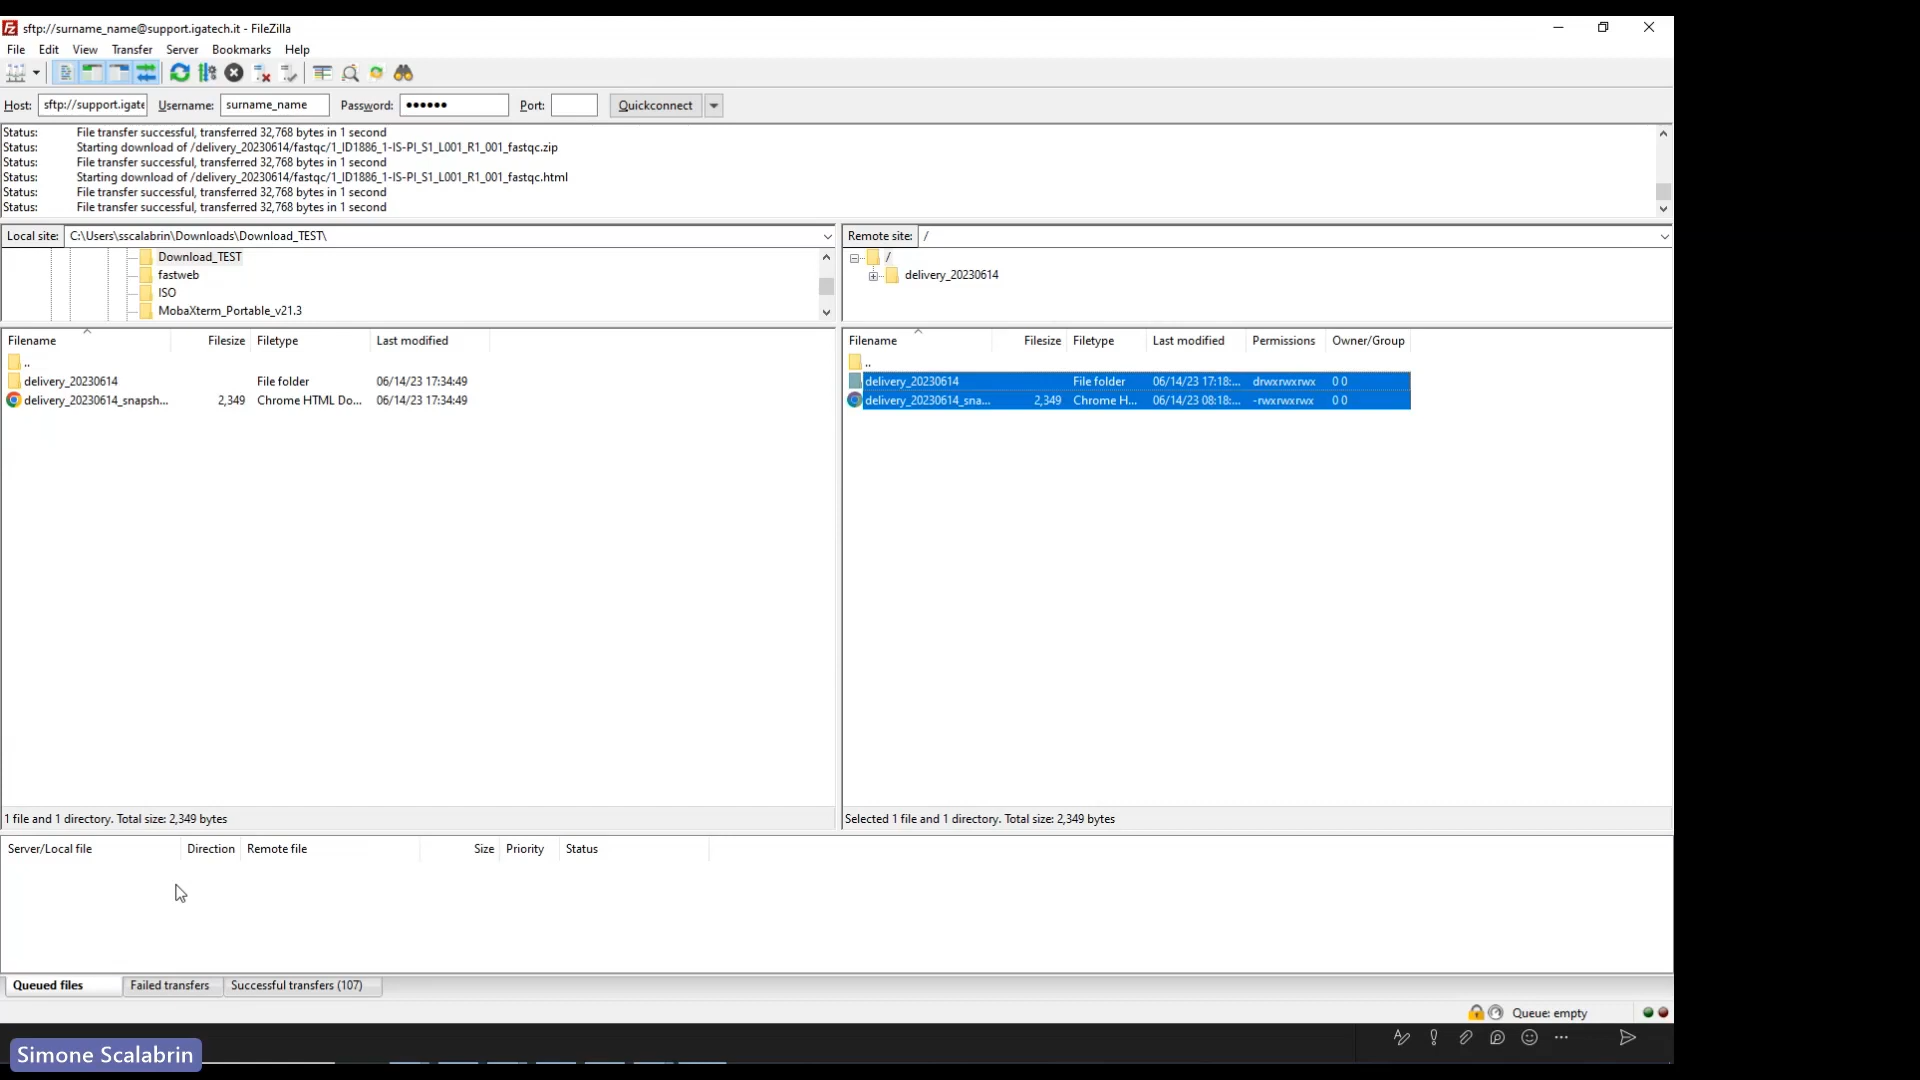 sftp://surname_name@support.igatech.it - FileZilla
File Edit View Transfer Server Bookmarks Help
Host: sftp://support.igate Username: surname_name Password: ●●●●●● Port: Quickconnect
Status: File transfer successful, transferred 32,768 bytes in 1 second
Status: Starting download of /delivery_20230614/fastqc/1_ID1886_1-IS-PI_S1_L001_R1_001_fastqc.zip
Status: File transfer successful, transferred 32,768 bytes in 1 second
Status: Starting download of /delivery_20230614/fastqc/1_ID1886_1-IS-PI_S1_L001_R1_001_fastqc.html
Status: File transfer successful, transferred 32,768 bytes in 1 second
Status: File transfer successful, transferred 32,768 bytes in 1 second
Local site: C:\Users\sscalabrin\Downloads\Download_TEST\
Download_TEST
fastweb
ISO
MobaXterm_Portable_v21.3
Filename Filesize Filetype Last modified
..
delivery_20230614 File folder 06/14/23 17:34:49
delivery_20230614_snapsh... 2,349 Chrome HTML Do... 06/14/23 17:34:49
1 file and 1 directory. Total size: 2,349 bytes
Remote site: /
/
delivery_20230614
Filename Filesize Filetype Last modified Permissions Owner/Group
..
delivery_20230614 File folder 06/14/23 17:18:... drwxrwxrwx 0 0
delivery_20230614_sna... 2,349 Chrome H... 06/14/23 08:18:... -rwxrwxrwx 0 0
Selected 1 file and 1 directory. Total size: 2,349 bytes
Server/Local file Direction Remote file Size Priority Status
Queued files Failed transfers Successful transfers (107)
Queue: empty
Simone Scalabrin